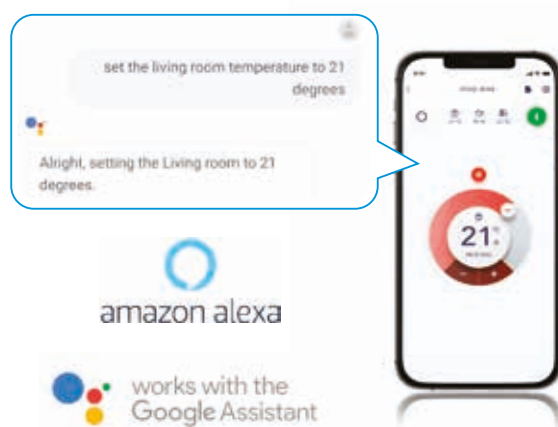 set the living room temperature to 21
degrees
Alright, setting the Living room to 21
degrees.
21
amazon alexa
works with the
Google Assistant